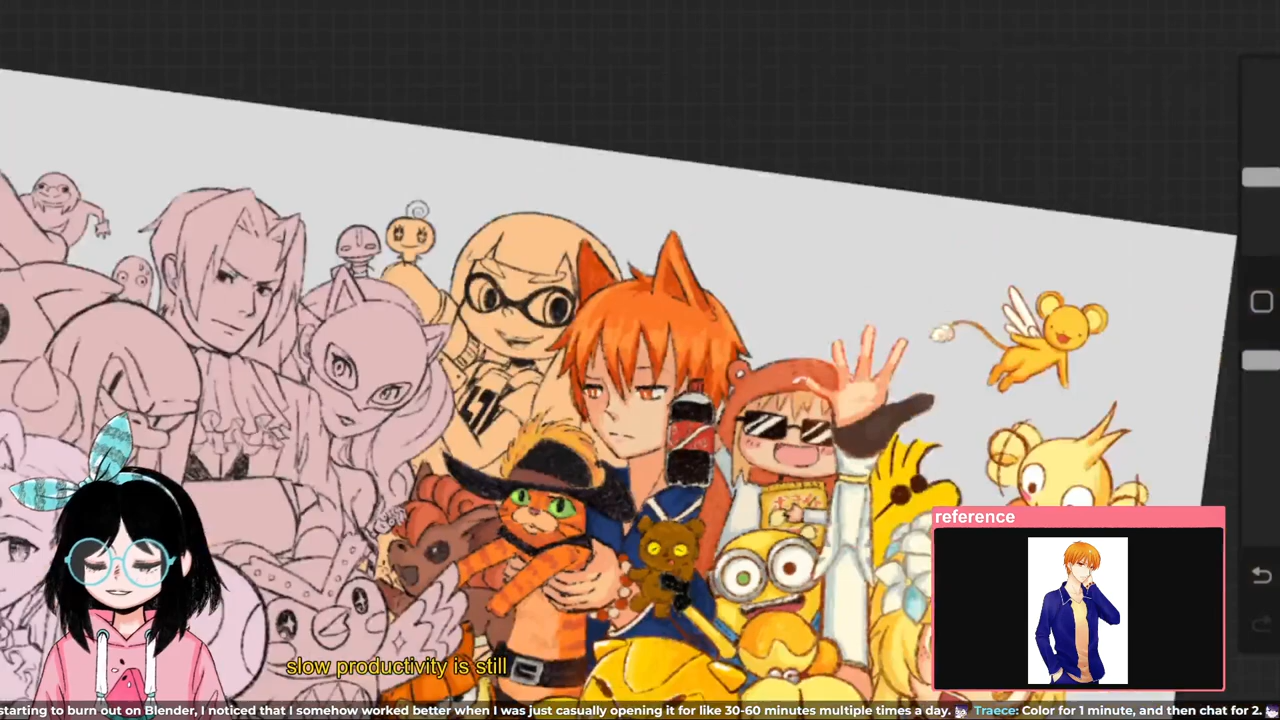 reference
slow productivity is still
starting to burn out on Blender, I noticed that I somehow worked better when I was just casually opening it for like 30-60 minutes multiple times a day. Traece: Color for 1 minute, and then chat for 2.